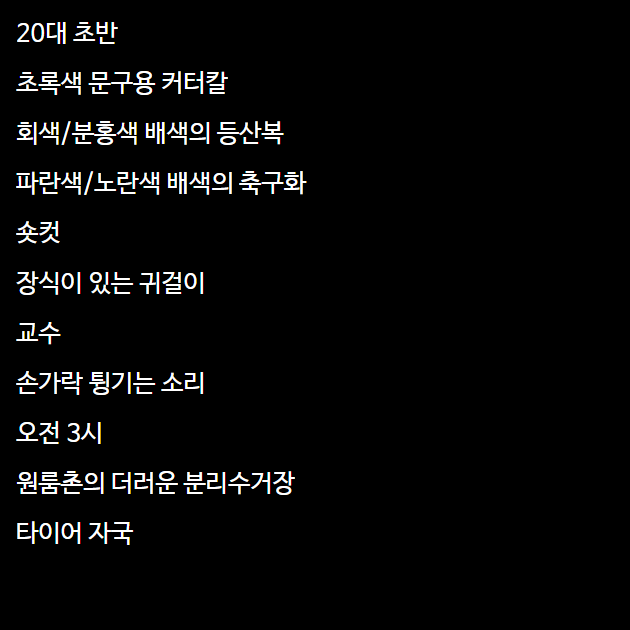 20대 초반
초록색 문구용 커터칼
회색/분홍색 배색의 등산복
파란색/노란색 배색의 축구화
숏컷
장식이 있는 귀걸이
교수
손가락 튕기는 소리
오전 3시
원룸촌의 더러운 분리수거장
타이어 자국